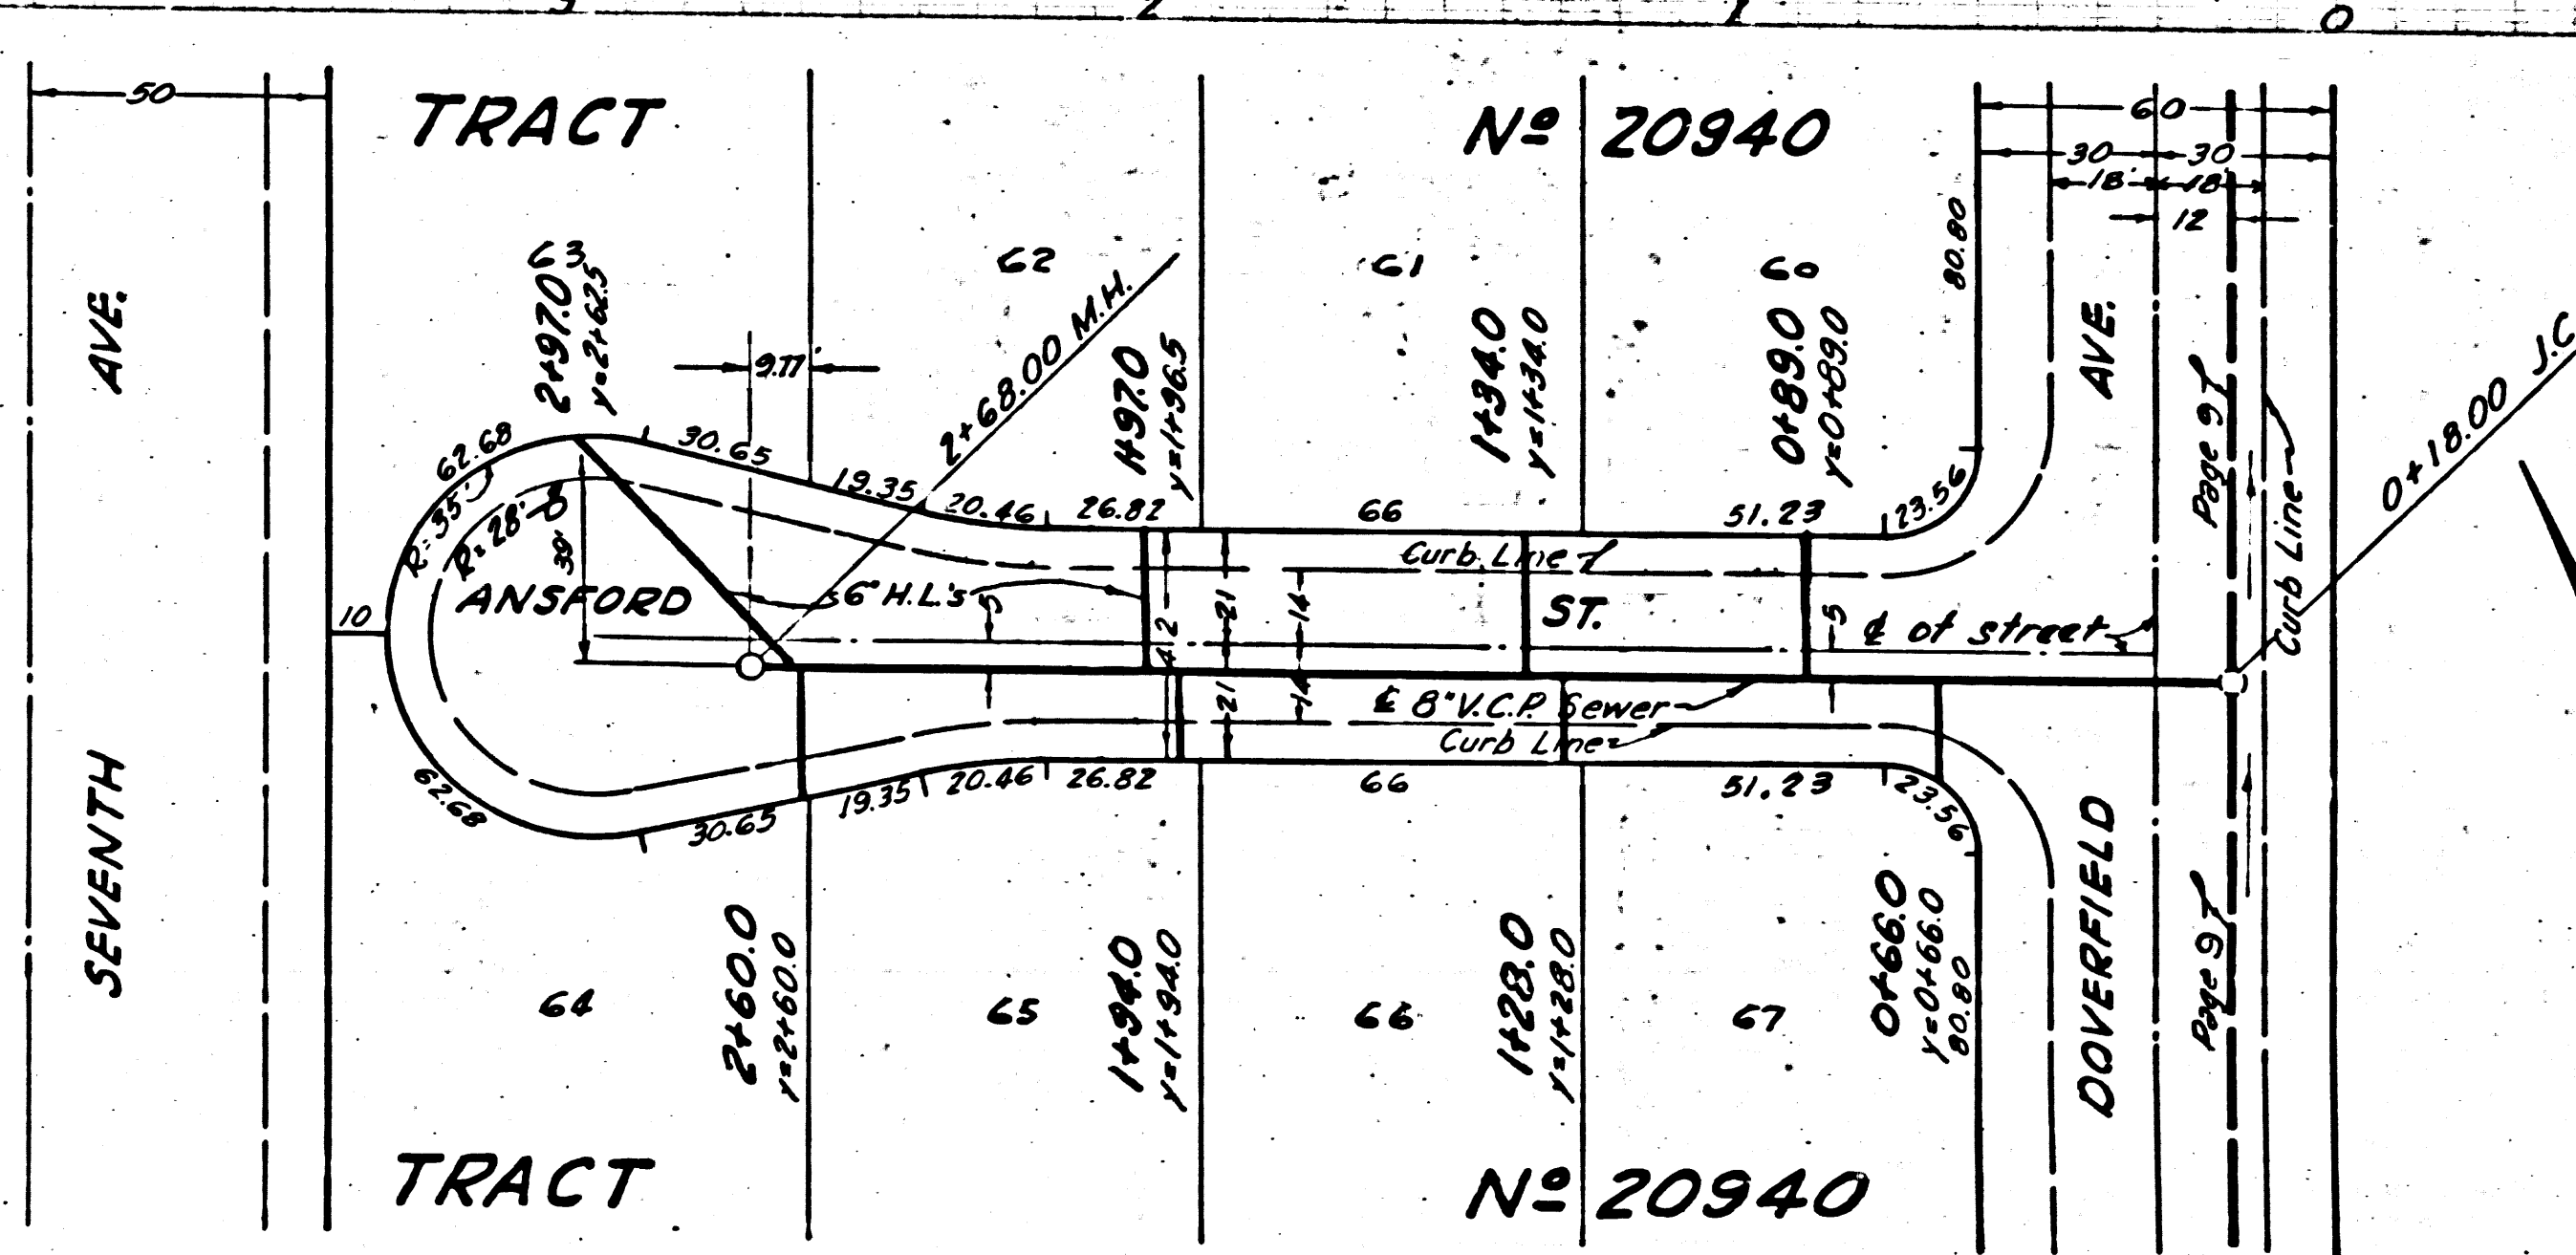 3 2 1 0
50
60
30 30
18' 18'
12
TRACT Nº 20940
63 62 61 60
2+97.0
y=2+62.5
9.77'
2+68.00 M.H.
1+97.0
y=1+96.5
1+34.0
y=1+34.0
0+89.0
y=0+89.0
80.80
AVE.
AVE.
Page 9
Curb Line
0+18.00 J.C.
62.68 30.65 19.35 20.46 26.82 66 51.23 23.56
R=35'
R=28'
39'
Curb Line
ANSFORD ST.
6" H.L.'s
5
42
21
14
5
℄ of street
10
21
14
℄ 8" V.C.P. Sewer
Curb Line
62.68 30.65 19.35 20.46 26.82 66 51.23 23.56
SEVENTH
DOVERFIELD
Page 9
2+60.0
y=2+60.0
1+94.0
y=1+94.0
1+28.0
y=1+28.0
0+66.0
y=0+66.0
80.80
64 65 66 67
TRACT Nº 20940